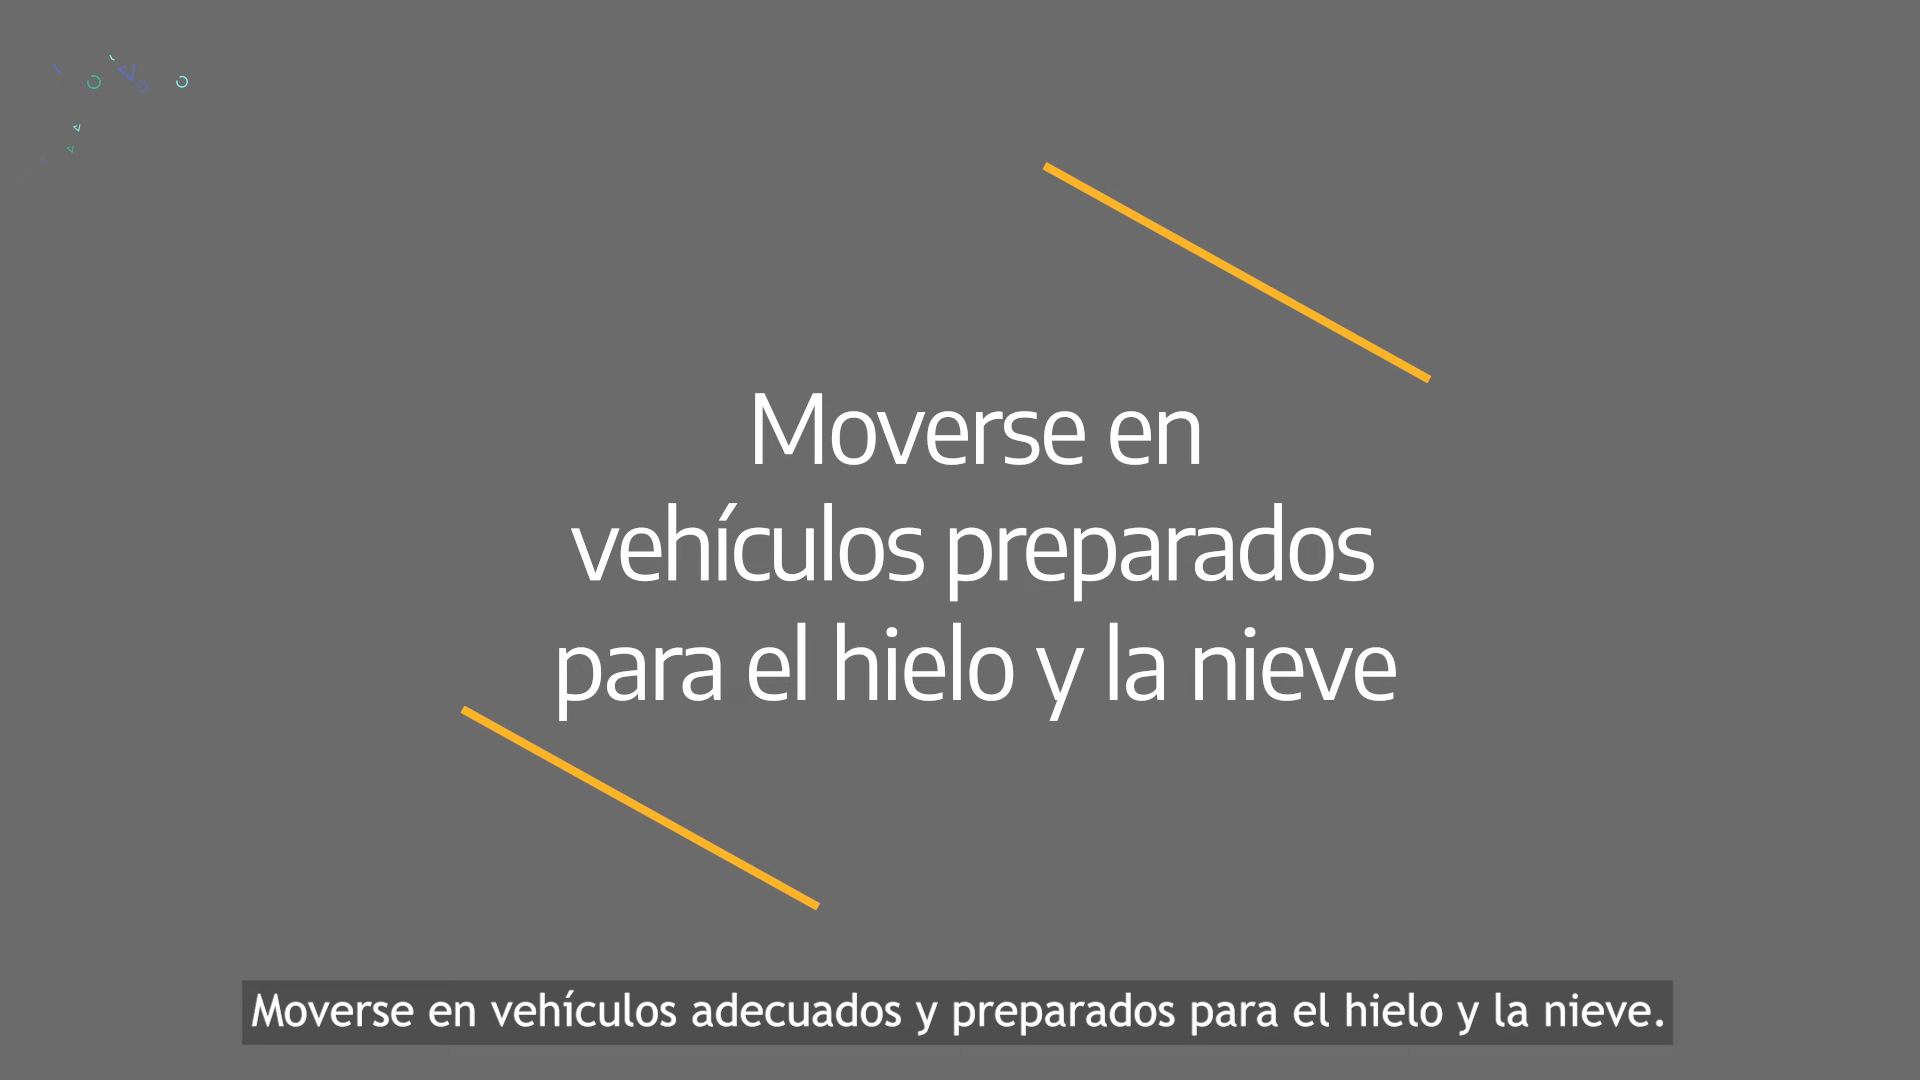 Moverse en
vehículos preparados
para el hielo y la nieve
Moverse en vehículos adecuados y preparados para el hielo y la nieve.